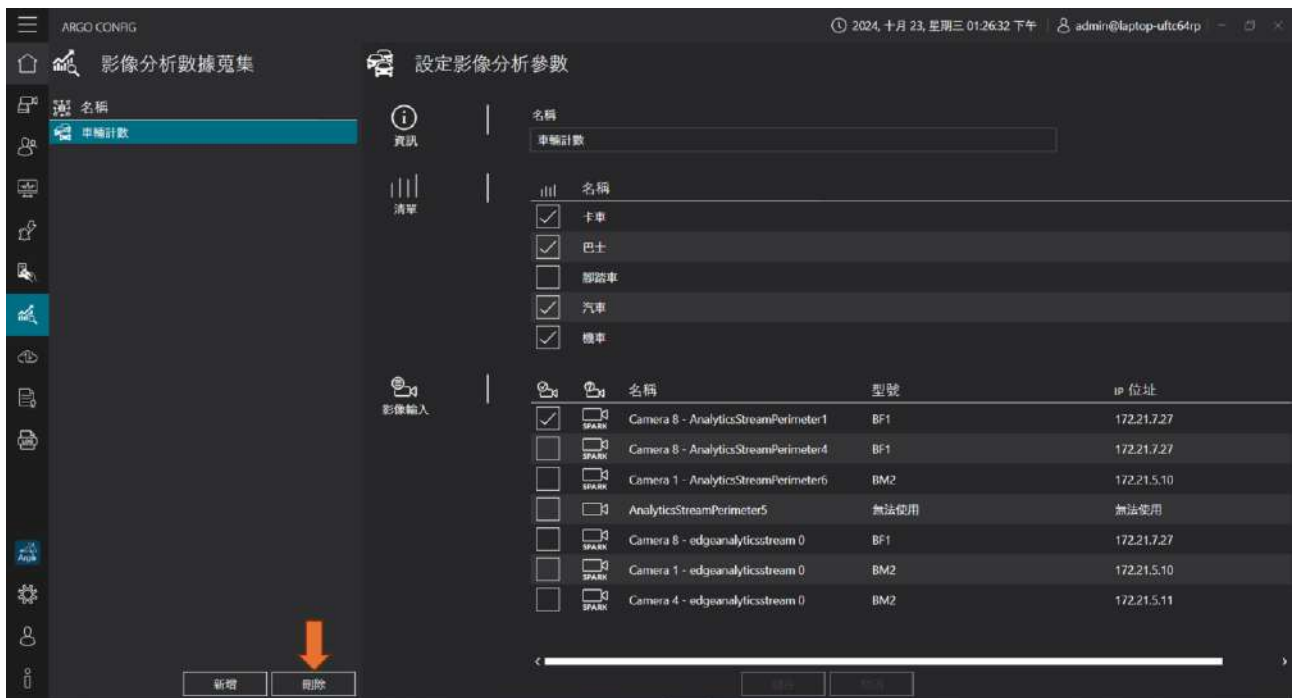 ARGO CONFIG
2024, 十月 23, 星期三 01:26:32 下午
admin@laptop-uftc64rp
影像分析數據蒐集
設定影像分析參數
名稱
車輛計數
資訊
名稱
車輛計數
清單
名稱
卡車
巴士
腳踏車
汽車
機車
影像輸入
名稱 型號 IP 位址
SPARK Camera 8 - AnalyticsStreamPerimeter1 BF1 172.21.7.27
SPARK Camera 8 - AnalyticsStreamPerimeter4 BF1 172.21.7.27
SPARK Camera 1 - AnalyticsStreamPerimeter6 BM2 172.21.5.10
AnalyticsStreamPerimeter5 無法使用 無法使用
SPARK Camera 8 - edgeanalyticsstream 0 BF1 172.21.7.27
SPARK Camera 1 - edgeanalyticsstream 0 BM2 172.21.5.10
SPARK Camera 4 - edgeanalyticsstream 0 BM2 172.21.5.11
Argo
新增 刪除